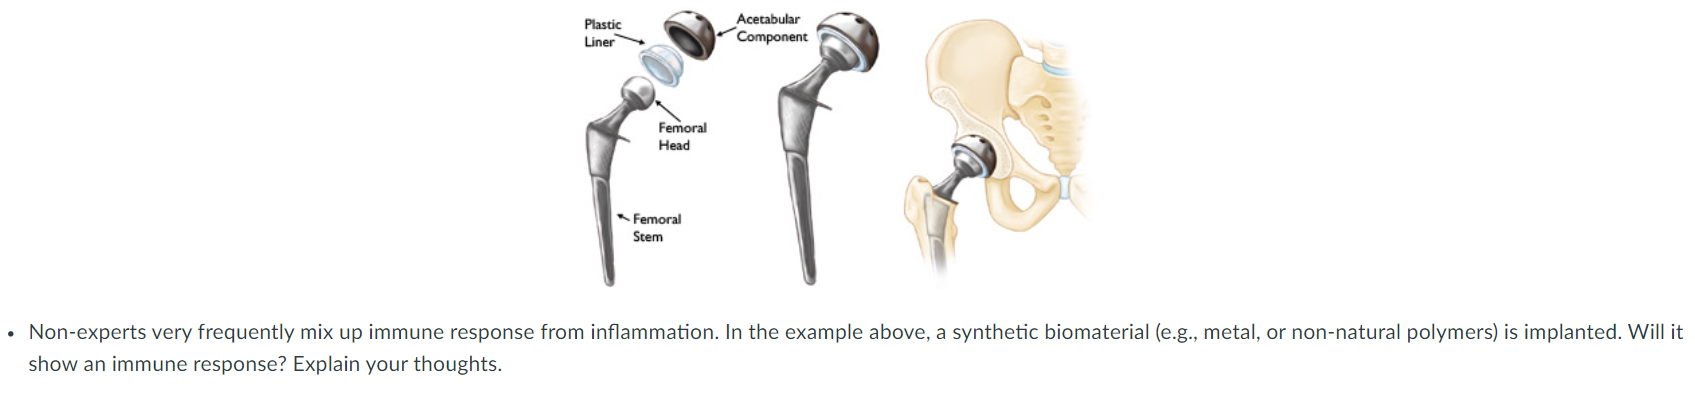 Plastic
Liner
Acetabular
Component
Femoral
Head
Femoral
Stem
• Non-experts very frequently mix up immune response from inflammation. In the example above, a synthetic biomaterial (e.g., metal, or non-natural polymers) is implanted. Will it
show an immune response? Explain your thoughts.